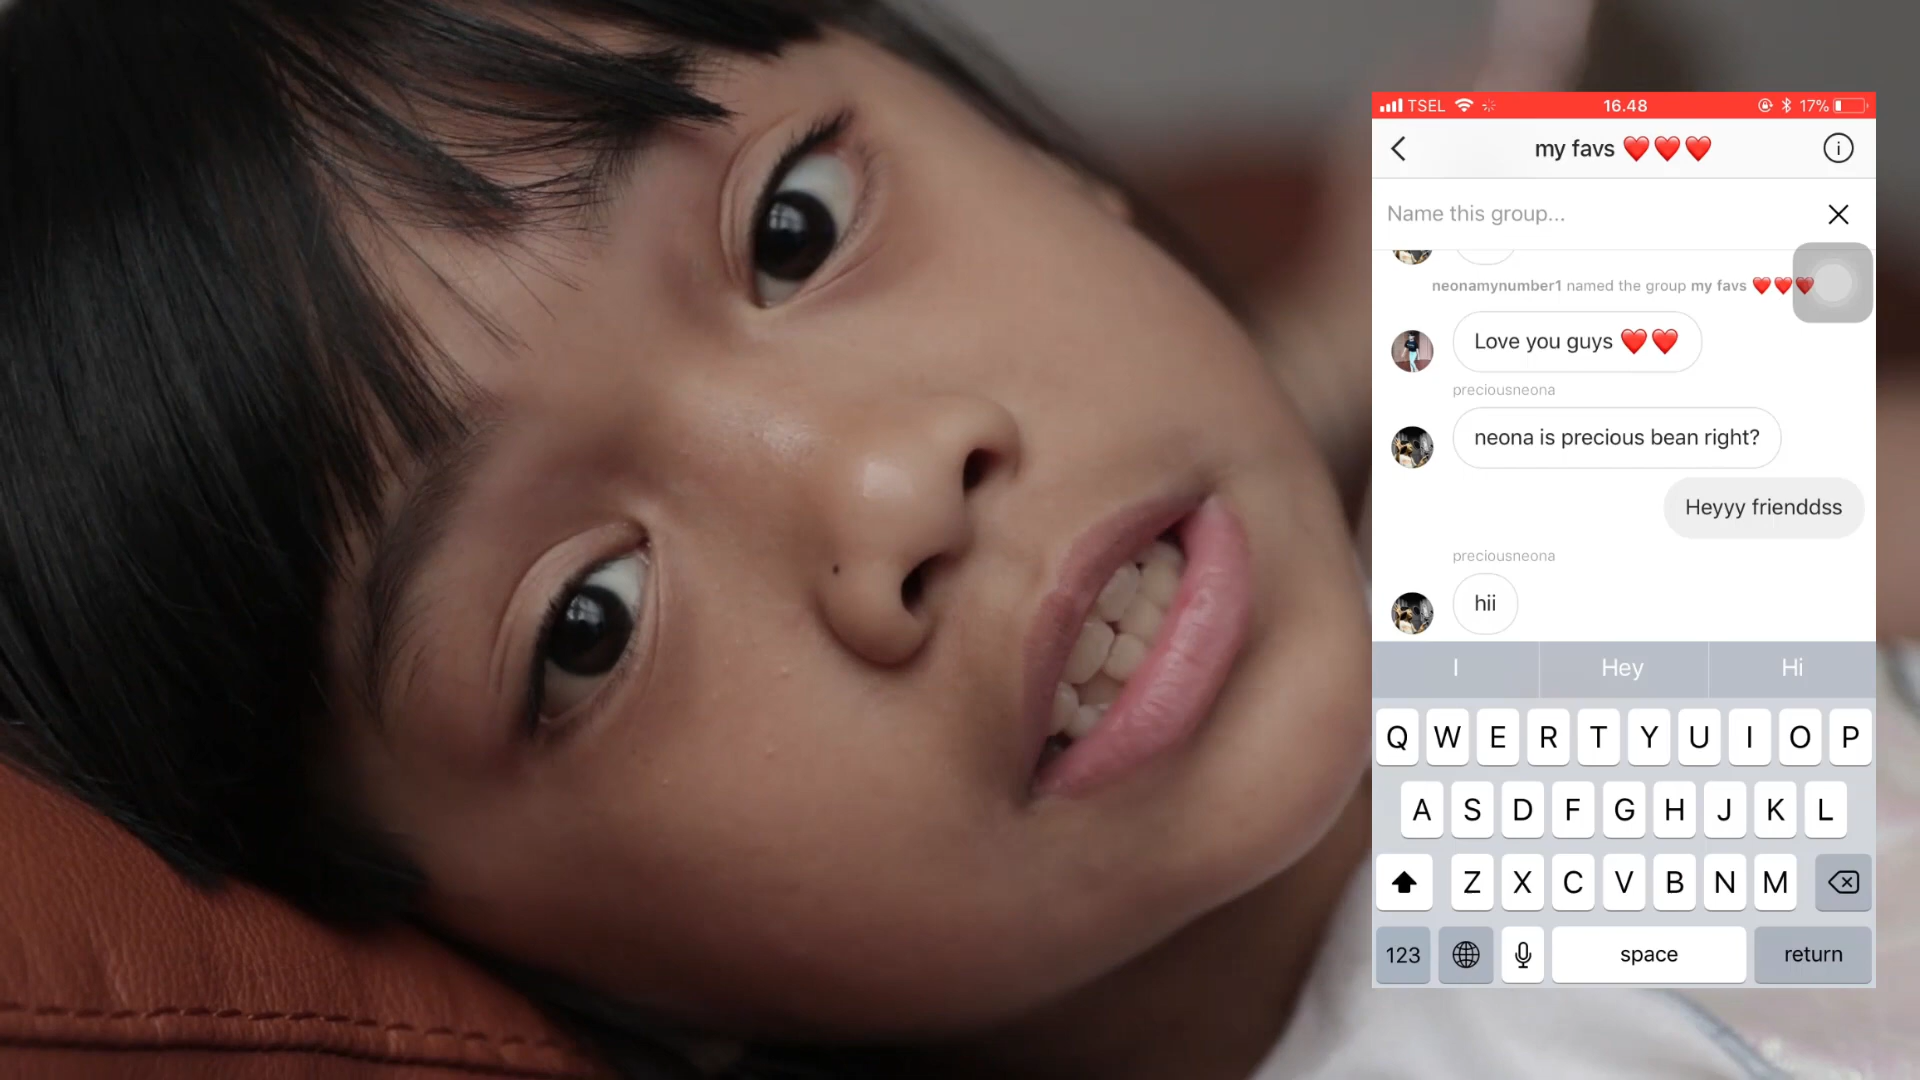 TSEL 16.48 17%
my favs ❤️❤️❤️
Name this group...
neonamynumber1 named the group my favs ❤️❤️❤️
Love you guys ❤️❤️
preciousneona
neona is precious bean right?
Heyyy frienddss
preciousneona
hii
I Hey Hi
Q W E R T Y U I O P
A S D F G H J K L
Z X C V B N M
123 space return